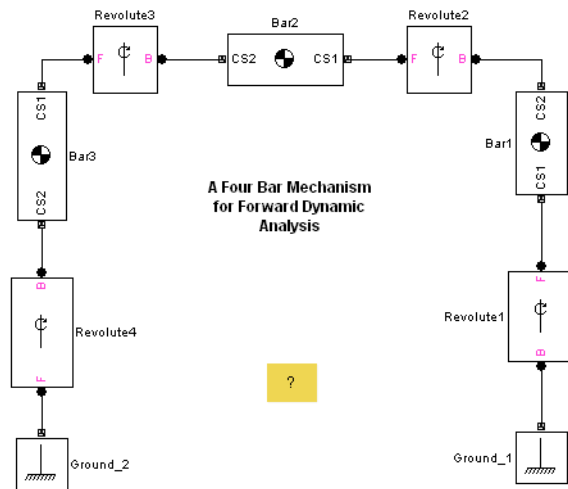 Revolute3
Bar2
Revolute2
F
B
CS2
CS1
F
B
CS1
CS2
Bar3
CS2
A Four Bar Mechanism
for Forward Dynamic
Analysis
CS2
Bar1
CS1
B
Revolute4
F
F
Revolute1
B
?
Ground_2
Ground_1